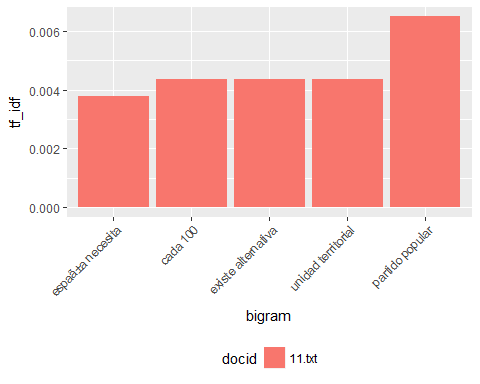 0.006
0.004
0.002
0.000
tf_idf
espaã±a necesita
cada 100
existe alternativa
unidad territorial
partido popular
bigram
docid
11.txt